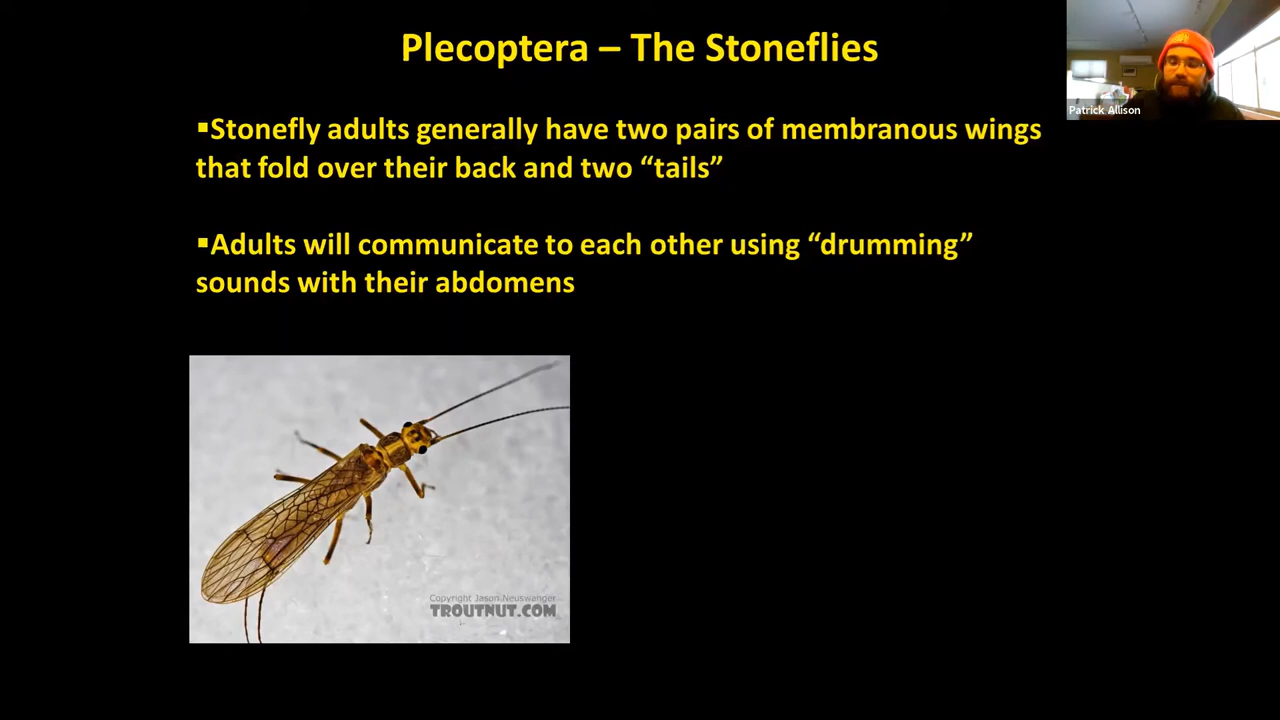 Plecoptera – The Stoneflies
Patrick Allison
▪Stonefly adults generally have two pairs of membranous wings
that fold over their back and two “tails”
▪Adults will communicate to each other using “drumming”
sounds with their abdomens
Copyright Jason Neuswanger
TROUTNUT.COM